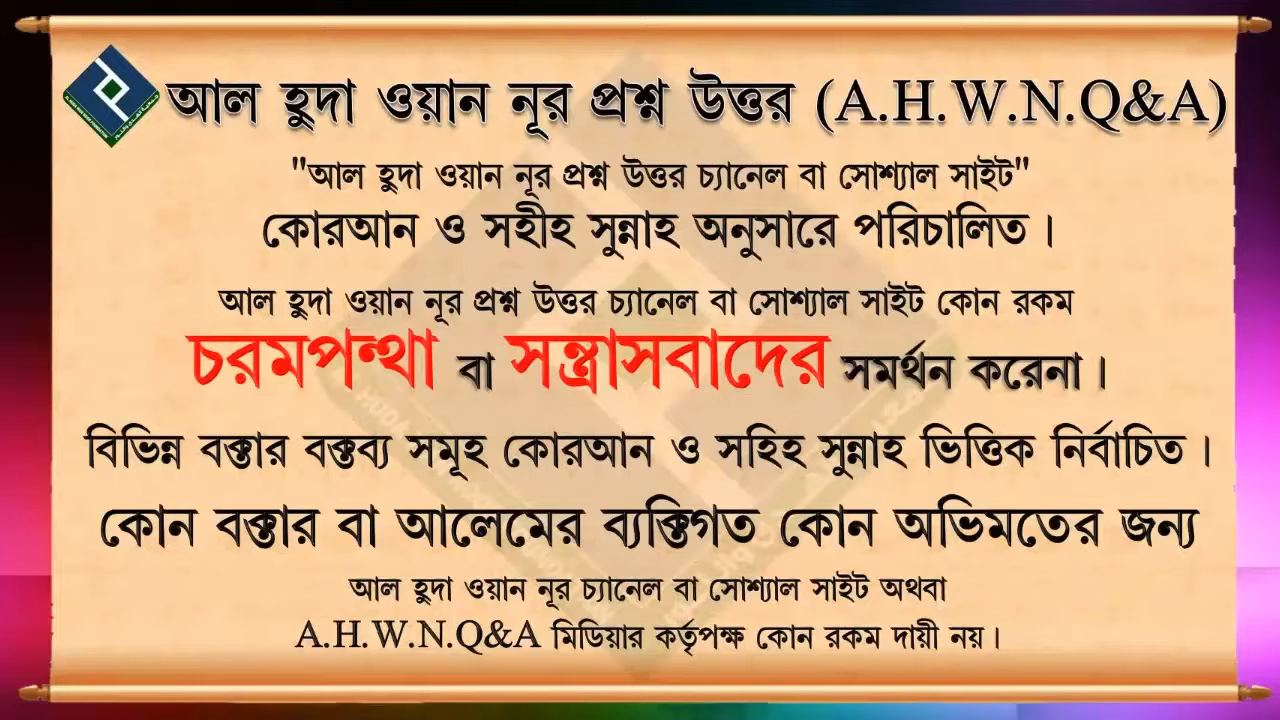 আল হুদা ওয়ান নূর প্রশ্ন উত্তর (A.H.W.N.Q&A)
"আল হুদা ওয়ান নূর প্রশ্ন উত্তর চ্যানেল বা সোশ্যাল সাইট"
কোরআন ও সহীহ সুন্নাহ অনুসারে পরিচালিত।
আল হুদা ওয়ান নূর প্রশ্ন উত্তর চ্যানেল বা সোশ্যাল সাইট কোন রকম
চরমপন্থা বা সন্ত্রাসবাদের সমর্থন করেনা।
বিভিন্ন বক্তার বক্তব্য সমূহ কোরআন ও সহিহ সুন্নাহ ভিত্তিক নির্বাচিত।
কোন বক্তার বা আলেমের ব্যক্তিগত কোন অভিমতের জন্য
আল হুদা ওয়ান নূর চ্যানেল বা সোশ্যাল সাইট অথবা
A.H.W.N.Q&A মিডিয়ার কর্তৃপক্ষ কোন রকম দায়ী নয়।